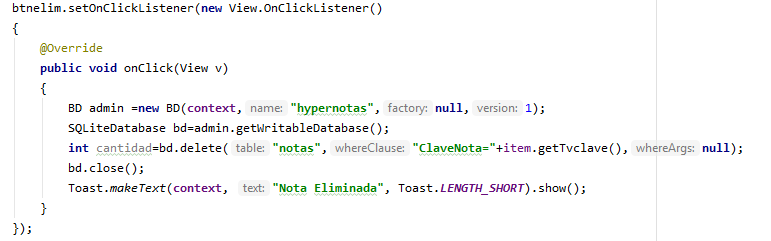 btnelim.setOnClickListener(new View.OnClickListener()
{
@Override
public void onClick(View v)
{
BD admin =new BD(context, name: "hypernotas", factory: null, version: 1);
SQLiteDatabase bd=admin.getWritableDatabase();
int cantidad=bd.delete( table: "notas", whereClause: "ClaveNota="+item.getTvclave(), whereArgs: null);
bd.close();
Toast.makeText(context, text: "Nota Eliminada", Toast.LENGTH_SHORT).show();
}
});